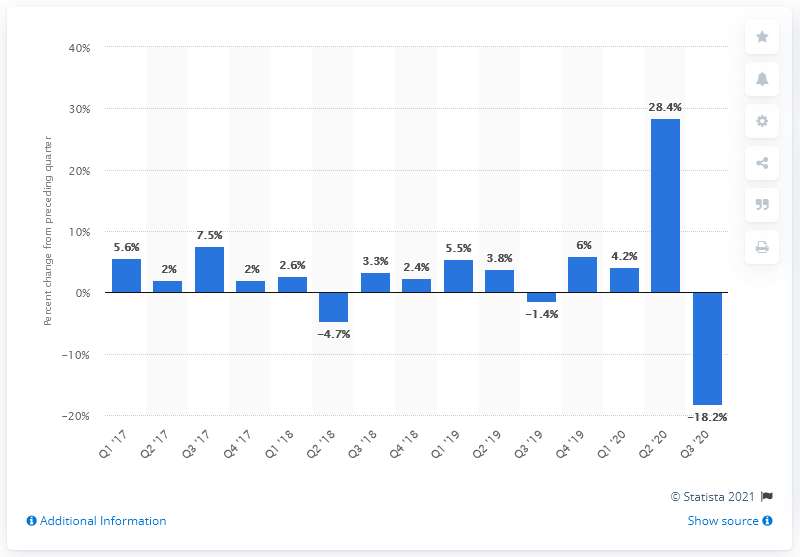 Percent change from preceding quarter
40%
30%
20%
10%
0%
-10%
-20%
5.6%
2%
7.5%
2%
2.6%
-4.7%
3.3%
2.4%
5.5%
3.8%
-1.4%
6%
4.2%
28.4%
-18.2%
Q1 '17
Q2 '17
Q3 '17
Q4 '17
Q1 '18
Q2 '18
Q3 '18
Q4 '18
Q1 '19
Q2 '19
Q3 '19
Q4 '19
Q1 '20
Q2 '20
Q3 '20
© Statista 2021
Additional Information
Show source